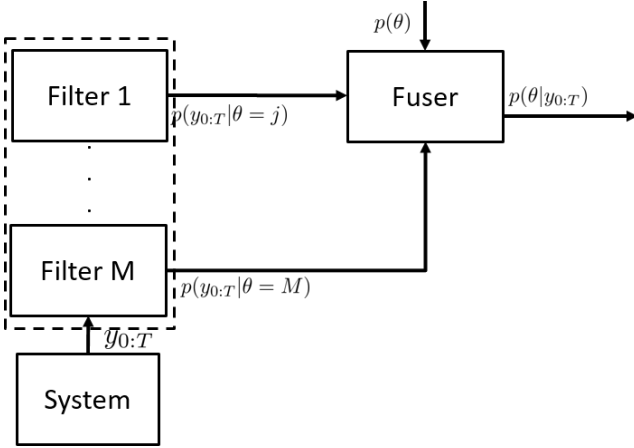 p(θ)
Filter 1
Fuser
p(y_{0:T}|θ = j)
p(θ|y_{0:T})
.
.
.
Filter M
p(y_{0:T}|θ = M)
y_{0:T}
System